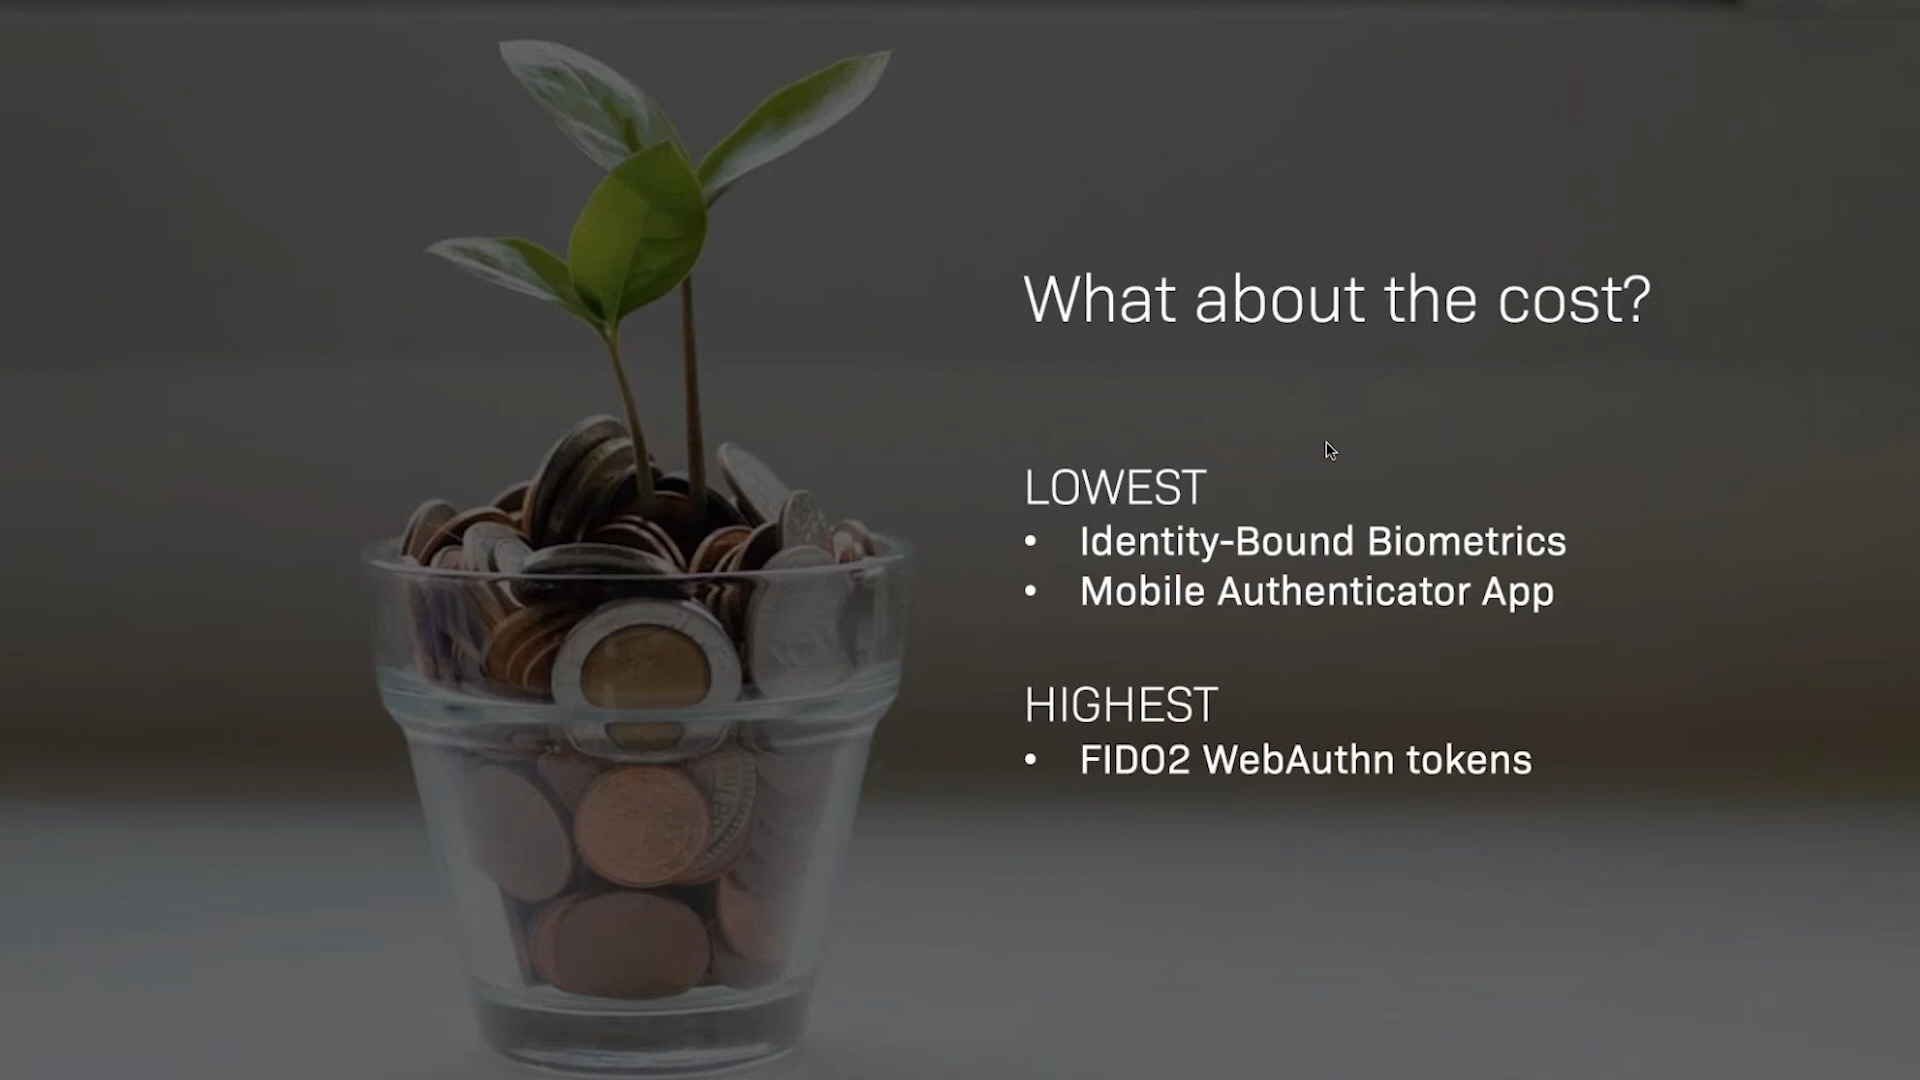 What about the cost?
LOWEST
• Identity-Bound Biometrics
• Mobile Authenticator App
HIGHEST
• FIDO2 WebAuthn tokens